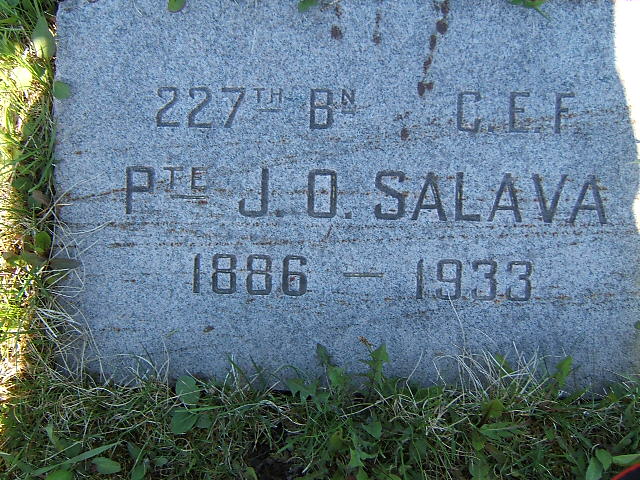 227TH BN C.E.F.
PTE J. O. SALAVA
1886 — 1933